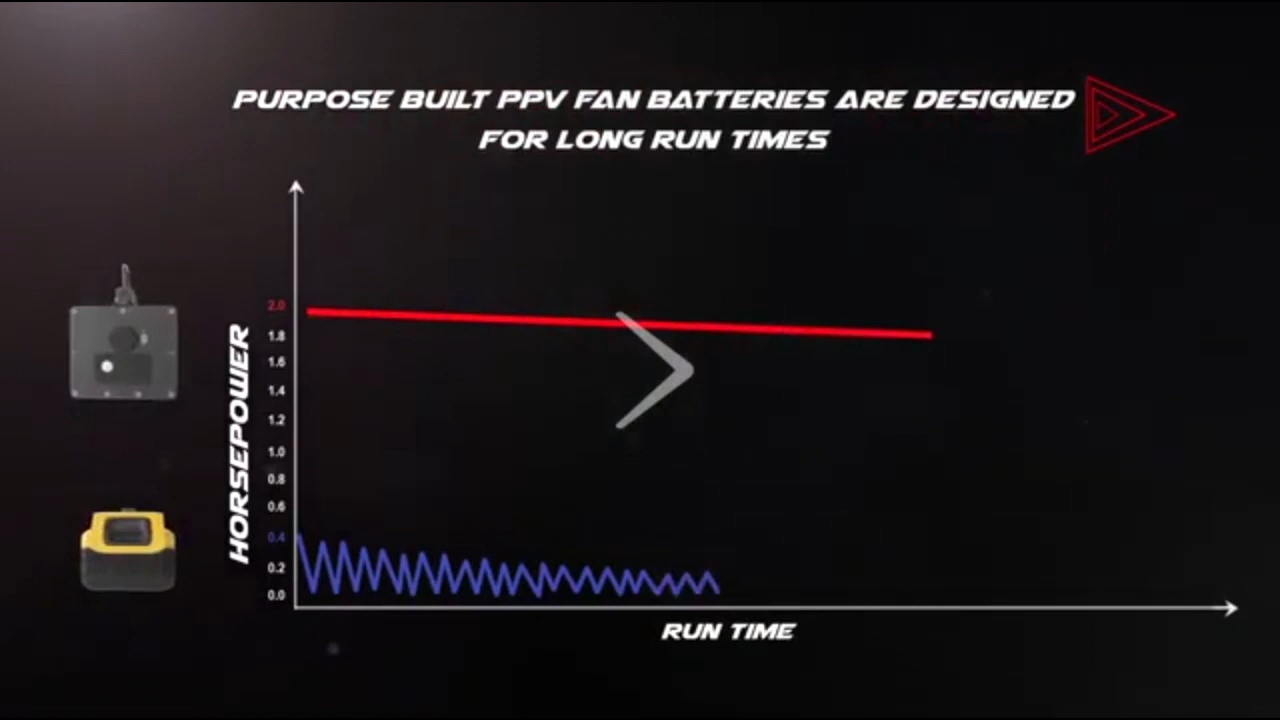 PURPOSE BUILT PPV FAN BATTERIES ARE DESIGNED
FOR LONG RUN TIMES
HORSEPOWER
2.0
1.8
1.6
1.4
1.2
1.0
0.8
0.6
0.4
0.2
0.0
RUN TIME